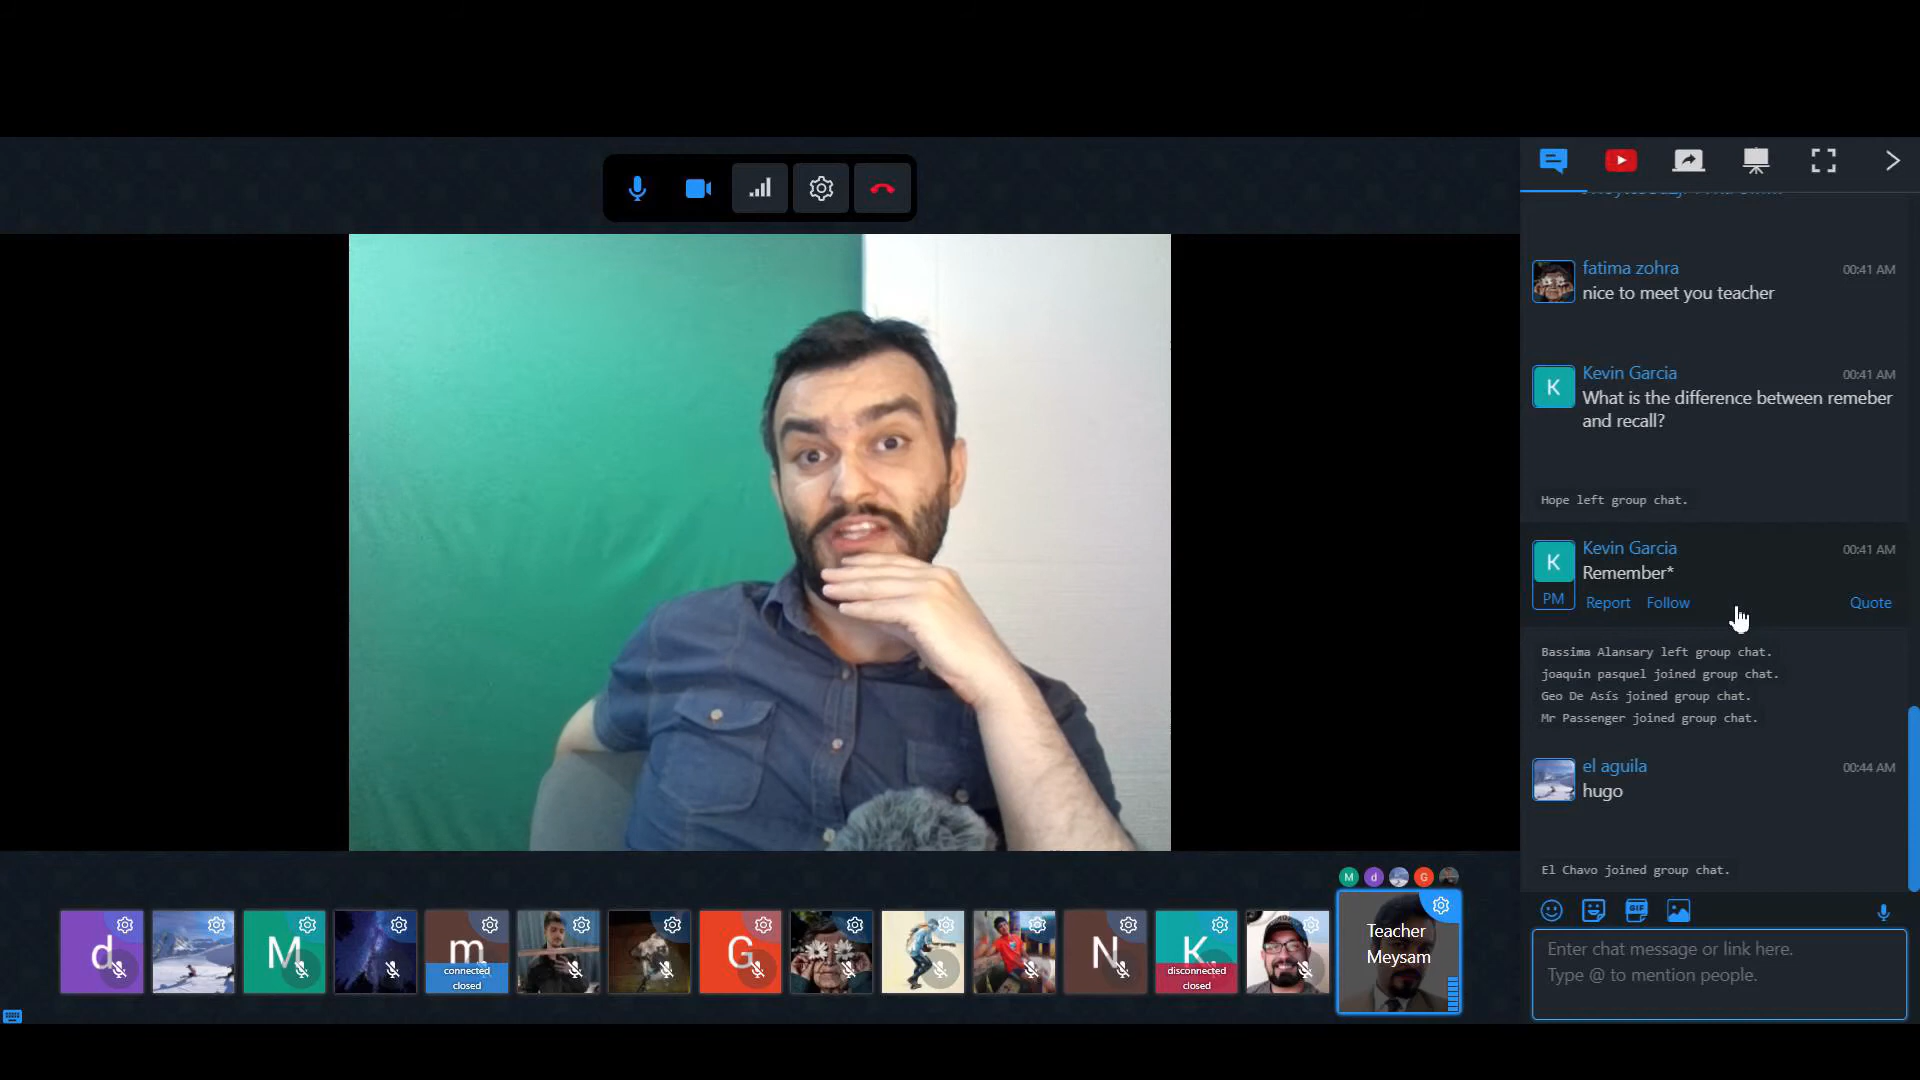 fatima zohra 00:41 AM
nice to meet you teacher
K
Kevin Garcia 00:41 AM
What is the difference between remeber
and recall?
Hope left group chat.
K
Kevin Garcia 00:41 AM
Remember*
PM Report Follow Quote
Bassima Alansary left group chat.
joaquin pasquel joined group chat.
Geo De Asís joined group chat.
Mr Passenger joined group chat.
el aguila 00:44 AM
hugo
El Chavo joined group chat.
GIF
Enter chat message or link here.
Type @ to mention people.
M d G
d M m G N K
connected
closed
disconnected
closed
Teacher
Meysam